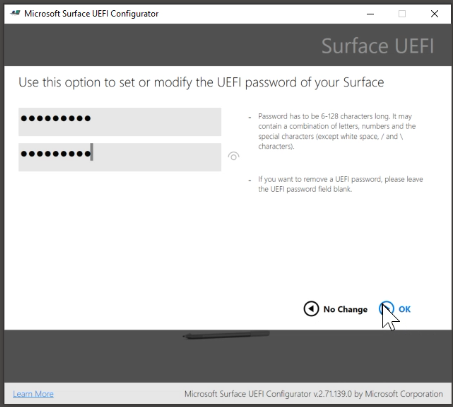 Microsoft Surface UEFI Configurator
Surface UEFI
Use this option to set or modify the UEFI password of your Surface
●●●●●●●●●
●●●●●●●●●
- Password has to be 6-128 characters long. It may
contain a combination of letters, numbers and the
special characters (except white space, / and \
characters).
- If you want to remove a UEFI password, please leave
the UEFI password field blank.
No Change OK
Learn More Microsoft Surface UEFI Configurator v.2.71.139.0 by Microsoft Corporation